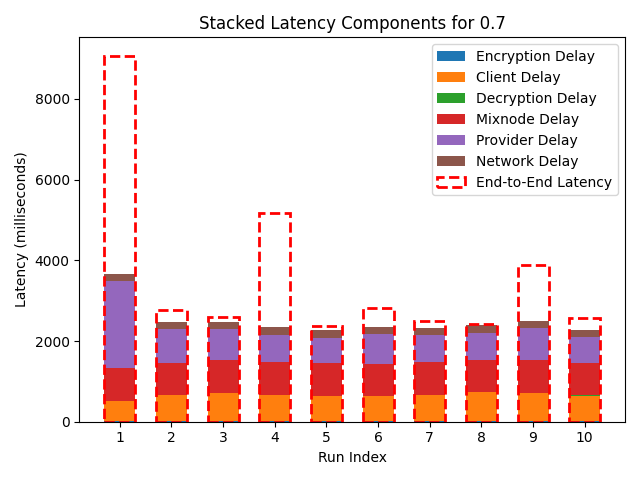 Stacked Latency Components for 0.7
Latency (milliseconds)
8000
6000
4000
2000
0
Encryption Delay
Client Delay
Decryption Delay
Mixnode Delay
Provider Delay
Network Delay
End-to-End Latency
1 2 3 4 5 6 7 8 9 10
Run Index